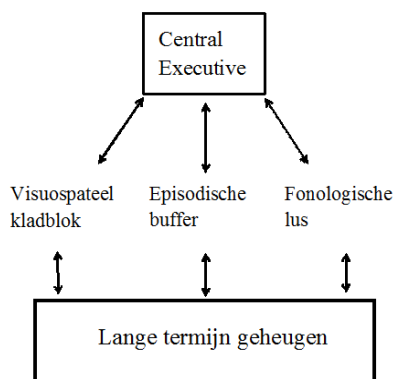 Central
Executive
Visuospateel
kladblok
Episodische
buffer
Fonologische
lus
Lange termijn geheugen